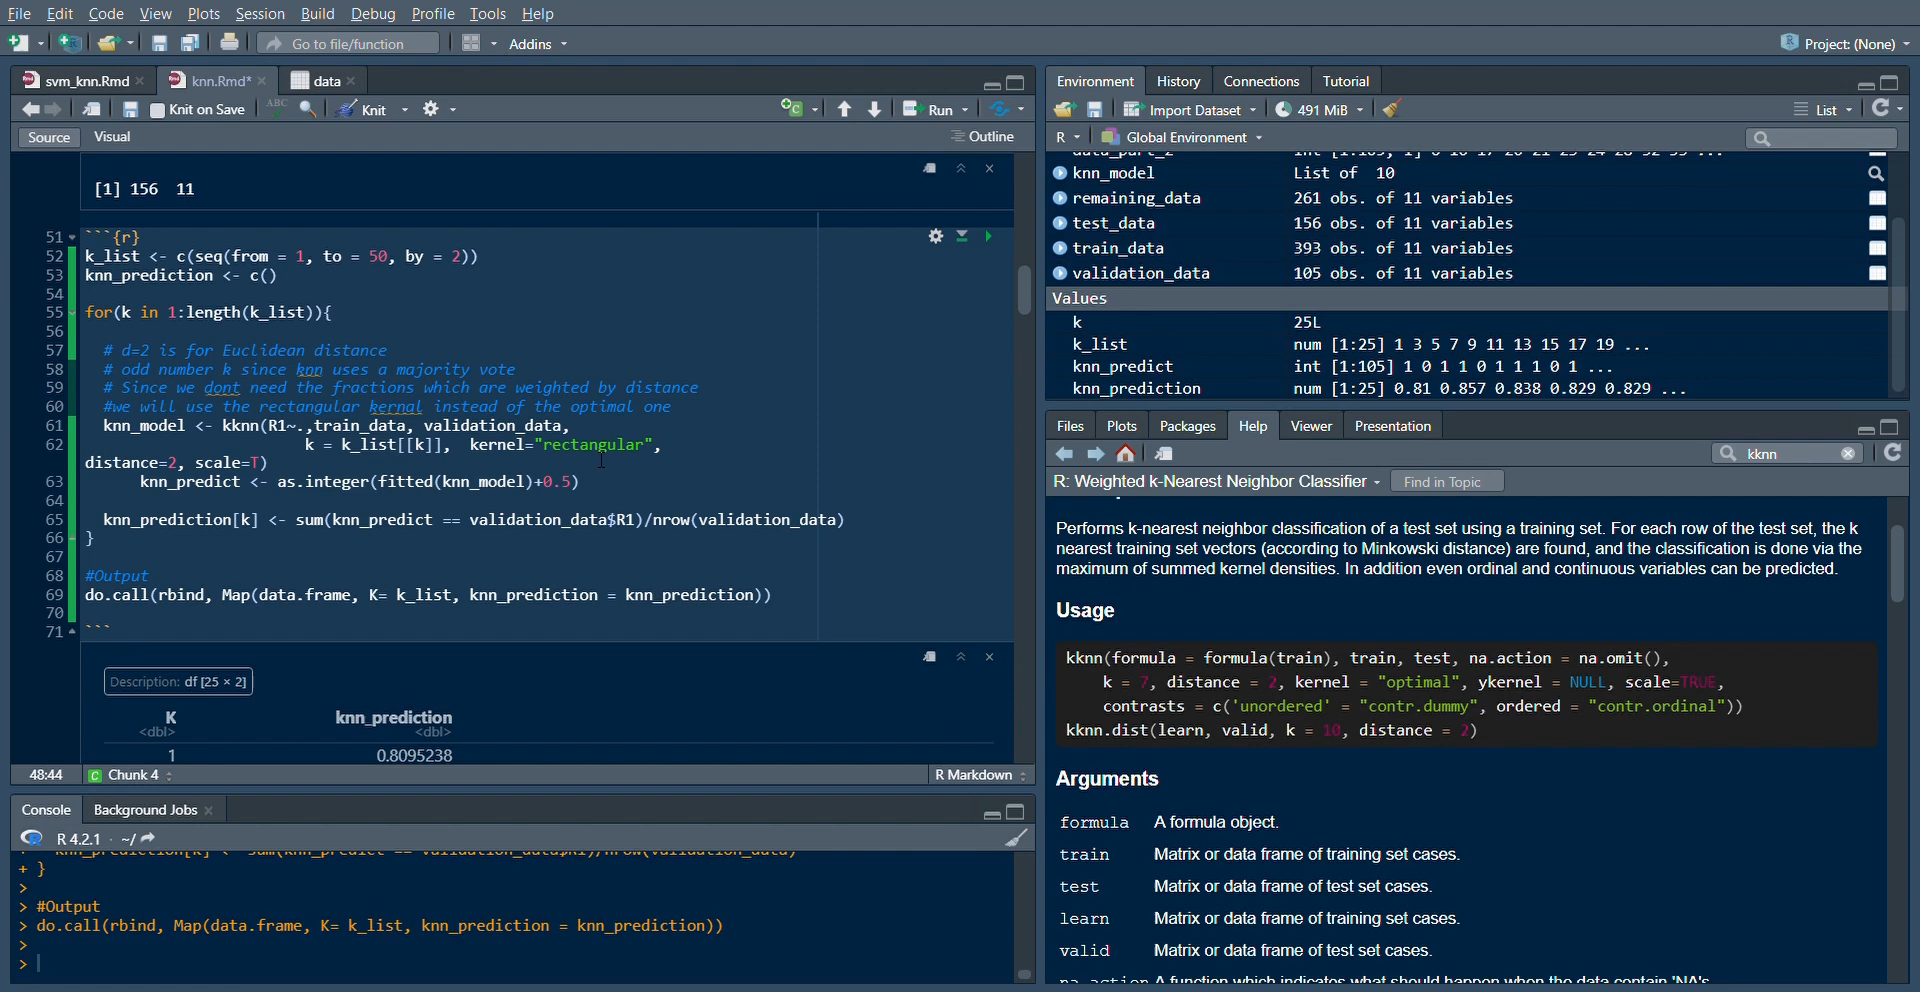 File Edit Code View Plots Session Build Debug Profile Tools Help
Go to file/function Addins Project: (None)
svm_knn.Rmd knn.Rmd* data
Knit on Save ABC Knit Run
Source Visual Outline
[1] 156 11
51 ```{r}
52 k_list <- c(seq(from = 1, to = 50, by = 2))
53 knn_prediction <- c()
54
55 for(k in 1:length(k_list)){
56
57 # d=2 is for Euclidean distance
58 # odd number k since knn uses a majority vote
59 # Since we dont need the fractions which are weighted by distance
60 #we will use the rectangular kernal instead of the optimal one
61 knn_model <- kknn(R1~.,train_data, validation_data,
62 k = k_list[[k]], kernel="rectangular",
distance=2, scale=T)
63 knn_predict <- as.integer(fitted(knn_model)+0.5)
64
65 knn_prediction[k] <- sum(knn_predict == validation_data$R1)/nrow(validation_data)
66 }
67
68 #Output
69 do.call(rbind, Map(data.frame, K= k_list, knn_prediction = knn_prediction))
70
71 ```
Description: df [25 × 2]
K knn_prediction
<dbl> <dbl>
1 0.8095238
48:44 Chunk 4 R Markdown
Console Background Jobs
R 4.2.1 · ~/
+ }
>
> #Output
> do.call(rbind, Map(data.frame, K= k_list, knn_prediction = knn_prediction))
>
>
Environment History Connections Tutorial
Import Dataset 491 MiB List
R Global Environment
knn_model List of 10
remaining_data 261 obs. of 11 variables
test_data 156 obs. of 11 variables
train_data 393 obs. of 11 variables
validation_data 105 obs. of 11 variables
Values
k 25L
k_list num [1:25] 1 3 5 7 9 11 13 15 17 19 ...
knn_predict int [1:105] 1 0 1 1 0 1 1 1 0 1 ...
knn_prediction num [1:25] 0.81 0.857 0.838 0.829 0.829 ...
Files Plots Packages Help Viewer Presentation
kknn
R: Weighted k-Nearest Neighbor Classifier Find in Topic
Performs k-nearest neighbor classification of a test set using a training set. For each row of the test set, the k
nearest training set vectors (according to Minkowski distance) are found, and the classification is done via the
maximum of summed kernel densities. In addition even ordinal and continuous variables can be predicted.
Usage
kknn(formula = formula(train), train, test, na.action = na.omit(),
k = 7, distance = 2, kernel = "optimal", ykernel = NULL, scale=TRUE,
contrasts = c('unordered' = "contr.dummy", ordered = "contr.ordinal"))
kknn.dist(learn, valid, k = 10, distance = 2)
Arguments
formula A formula object.
train Matrix or data frame of training set cases.
test Matrix or data frame of test set cases.
learn Matrix or data frame of training set cases.
valid Matrix or data frame of test set cases.
na.action A function which indicates what should happen when the data contain 'NA's